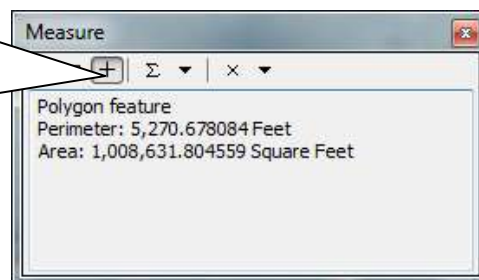 Measure
Polygon feature
Perimeter: 5,270.678084 Feet
Area: 1,008,631.804559 Square Feet